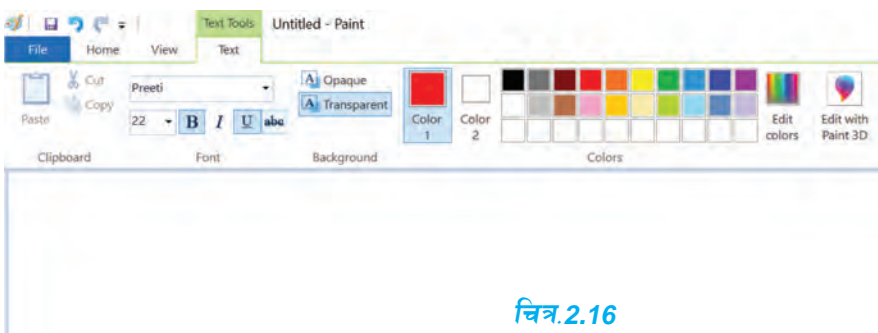 Text Tools Untitled - Paint
File Home View Text
Cut
Copy
Paste
Clipboard
Preeti
22 B I U abc
Font
A Opaque
A Transparent
Background
Color 1
Color 2
Edit colors
Edit with Paint 3D
Colors
चित्र.2.16